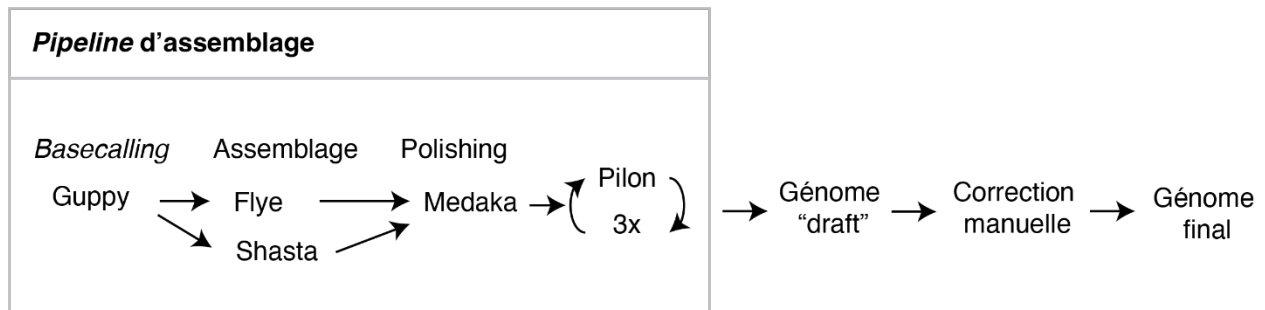 Pipeline d’assemblage
Basecalling Assemblage Polishing
Guppy Flye Medaka Pilon
3x
Shasta
Génome
“draft”
Correction
manuelle
Génome
final